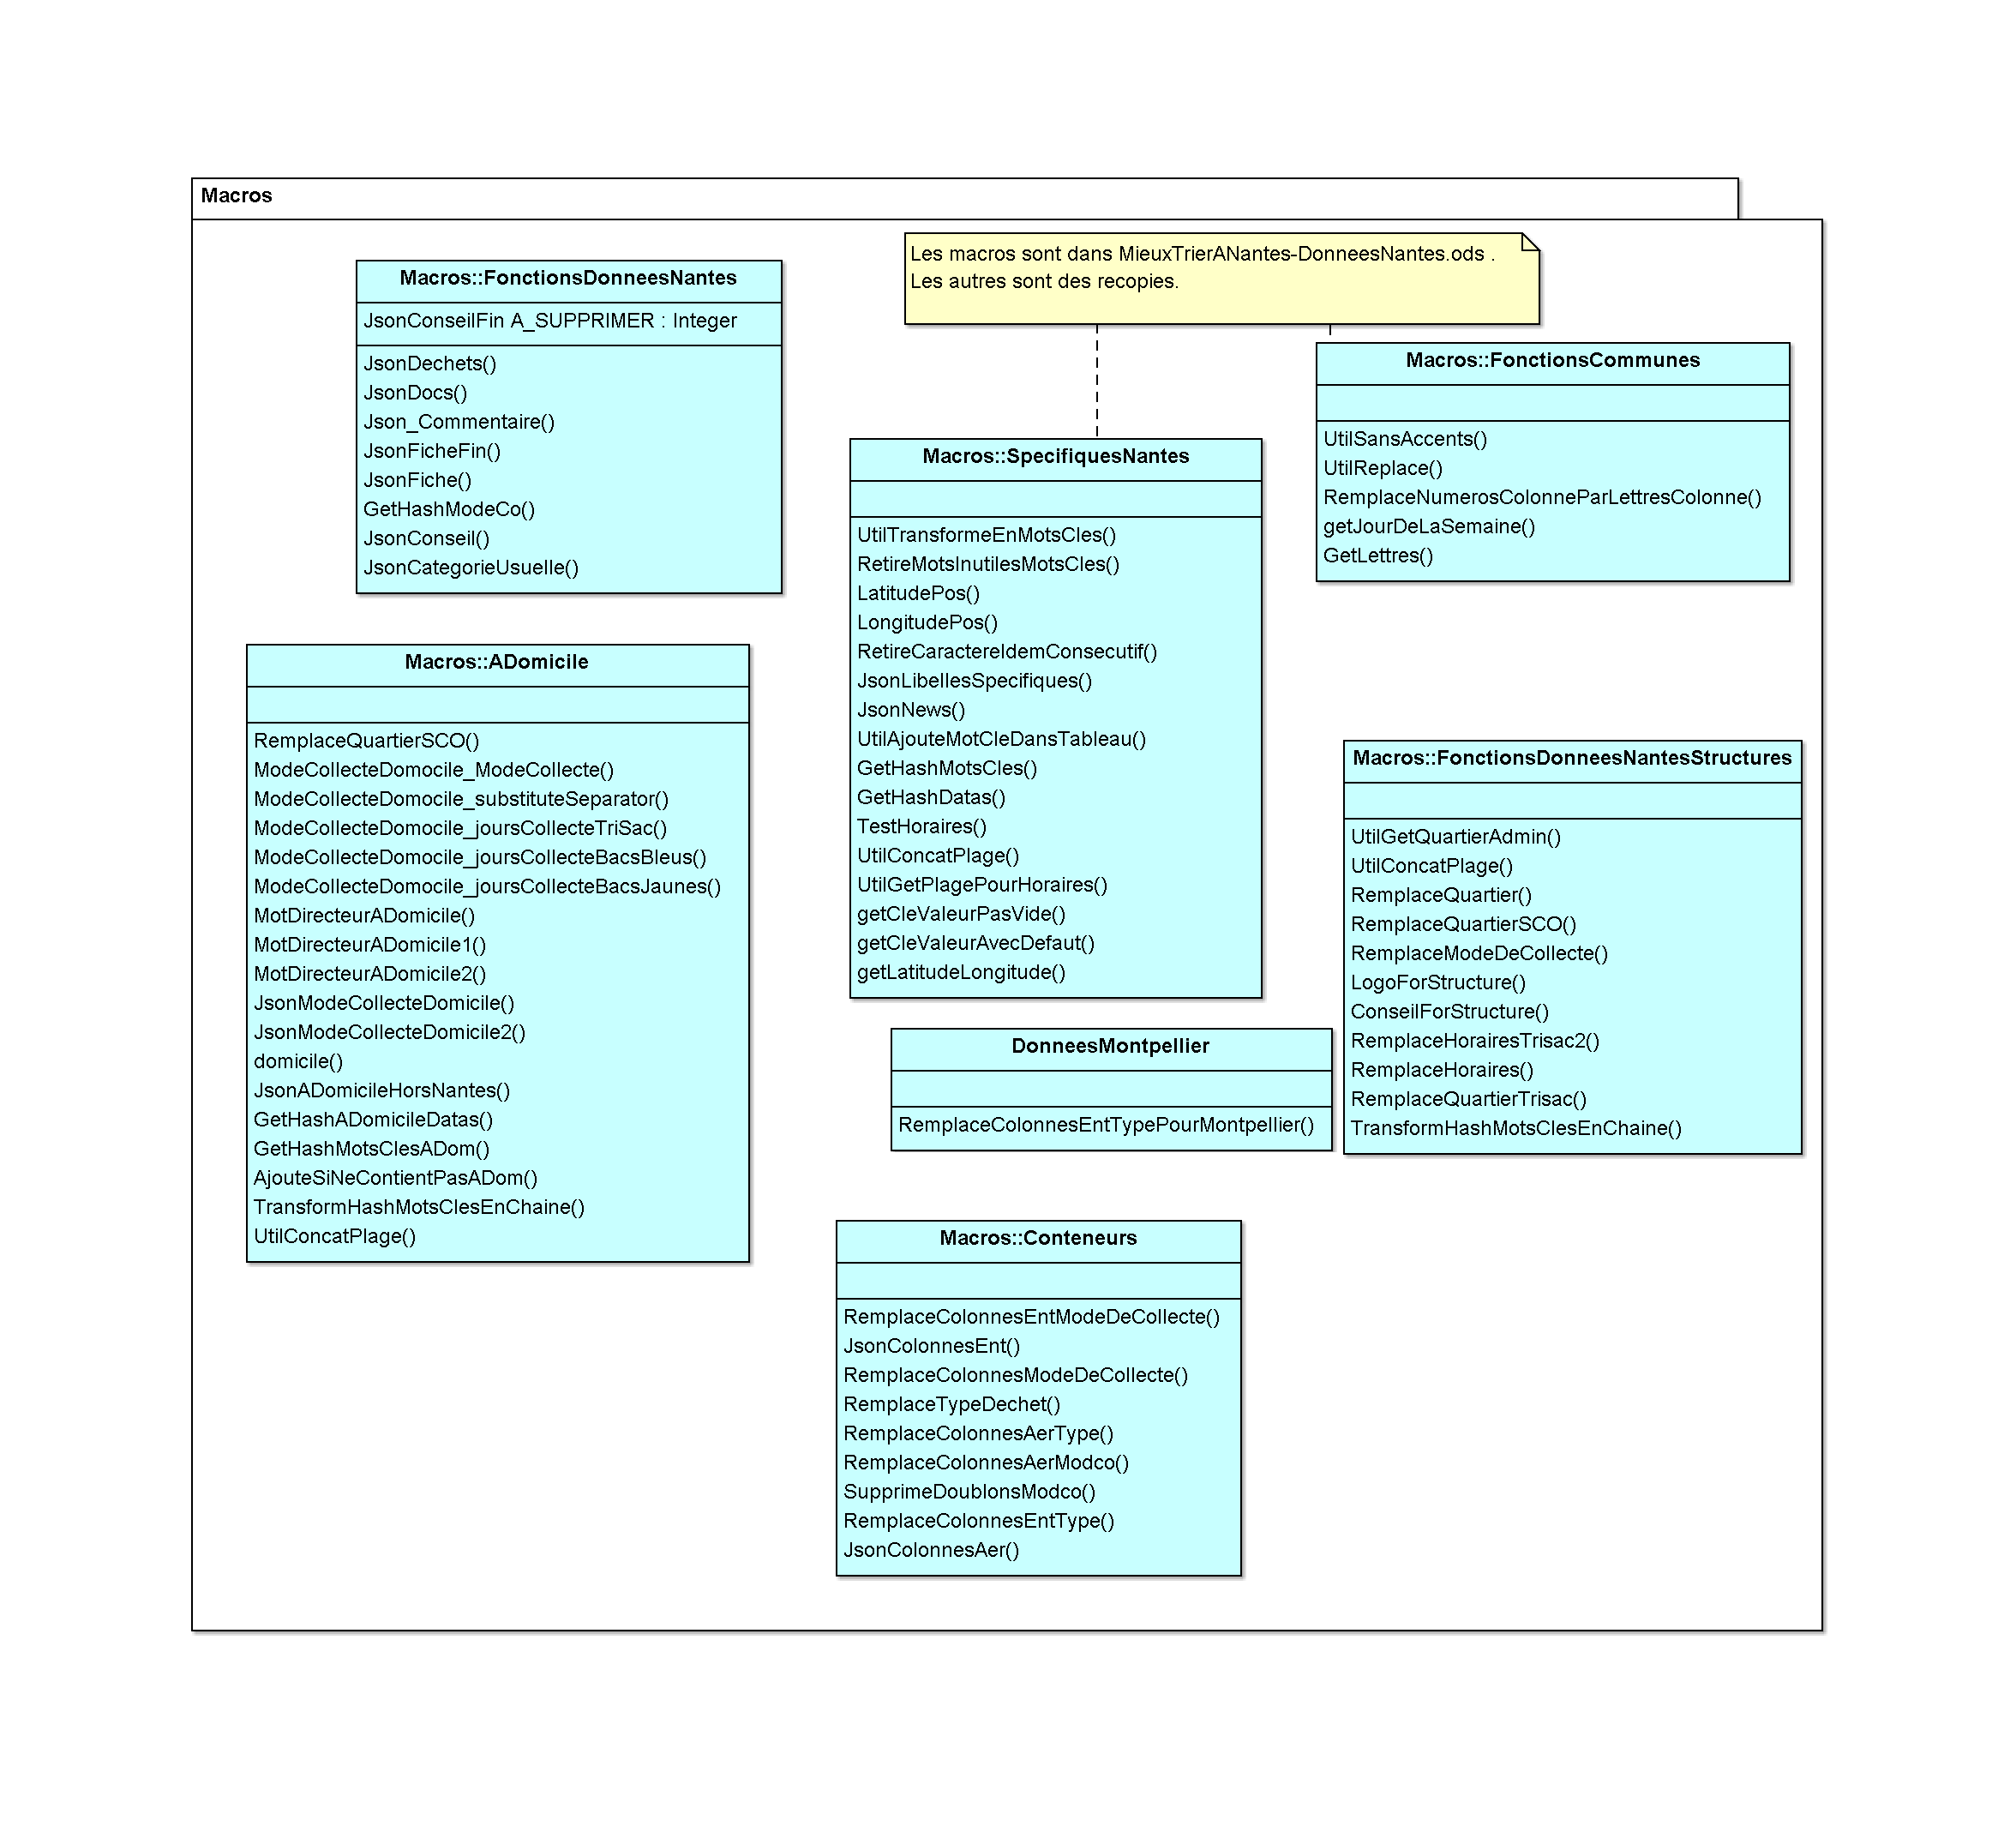 Macros
Les macros sont dans MieuxTrierANantes-DonneesNantes.ods .
Les autres sont des recopies.
Macros::FonctionsDonneesNantes
JsonConseilFin A_SUPPRIMER : Integer
JsonDechets()
JsonDocs()
Json_Commentaire()
JsonFicheFin()
JsonFiche()
GetHashModeCo()
JsonConseil()
JsonCategorieUsuelle()
Macros::FonctionsCommunes
UtilSansAccents()
UtilReplace()
RemplaceNumerosColonneParLettresColonne()
getJourDeLaSemaine()
GetLettres()
Macros::SpecifiquesNantes
UtilTransformeEnMotsCles()
RetireMotsInutilesMotsCles()
LatitudePos()
LongitudePos()
RetireCaractereIdemConsecutif()
JsonLibellesSpecifiques()
JsonNews()
UtilAjouteMotCleDansTableau()
GetHashMotsCles()
GetHashDatas()
TestHoraires()
UtilConcatPlage()
UtilGetPlagePourHoraires()
getCleValeurPasVide()
getCleValeurAvecDefaut()
getLatitudeLongitude()
Macros::ADomicile
RemplaceQuartierSCO()
ModeCollecteDomocile_ModeCollecte()
ModeCollecteDomocile_substituteSeparator()
ModeCollecteDomocile_joursCollecteTriSac()
ModeCollecteDomocile_joursCollecteBacsBleus()
ModeCollecteDomocile_joursCollecteBacsJaunes()
MotDirecteurADomicile()
MotDirecteurADomicile1()
MotDirecteurADomicile2()
JsonModeCollecteDomicile()
JsonModeCollecteDomicile2()
domicile()
JsonADomicileHorsNantes()
GetHashADomicileDatas()
GetHashMotsClesADom()
AjouteSiNeContientPasADom()
TransformHashMotsClesEnChaine()
UtilConcatPlage()
Macros::FonctionsDonneesNantesStructures
UtilGetQuartierAdmin()
UtilConcatPlage()
RemplaceQuartier()
RemplaceQuartierSCO()
RemplaceModeDeCollecte()
LogoForStructure()
ConseilForStructure()
RemplaceHorairesTrisac2()
RemplaceHoraires()
RemplaceQuartierTrisac()
TransformHashMotsClesEnChaine()
DonneesMontpellier
RemplaceColonnesEntTypePourMontpellier()
Macros::Conteneurs
RemplaceColonnesEntModeDeCollecte()
JsonColonnesEnt()
RemplaceColonnesModeDeCollecte()
RemplaceTypeDechet()
RemplaceColonnesAerType()
RemplaceColonnesAerModco()
SupprimeDoublonsModco()
RemplaceColonnesEntType()
JsonColonnesAer()